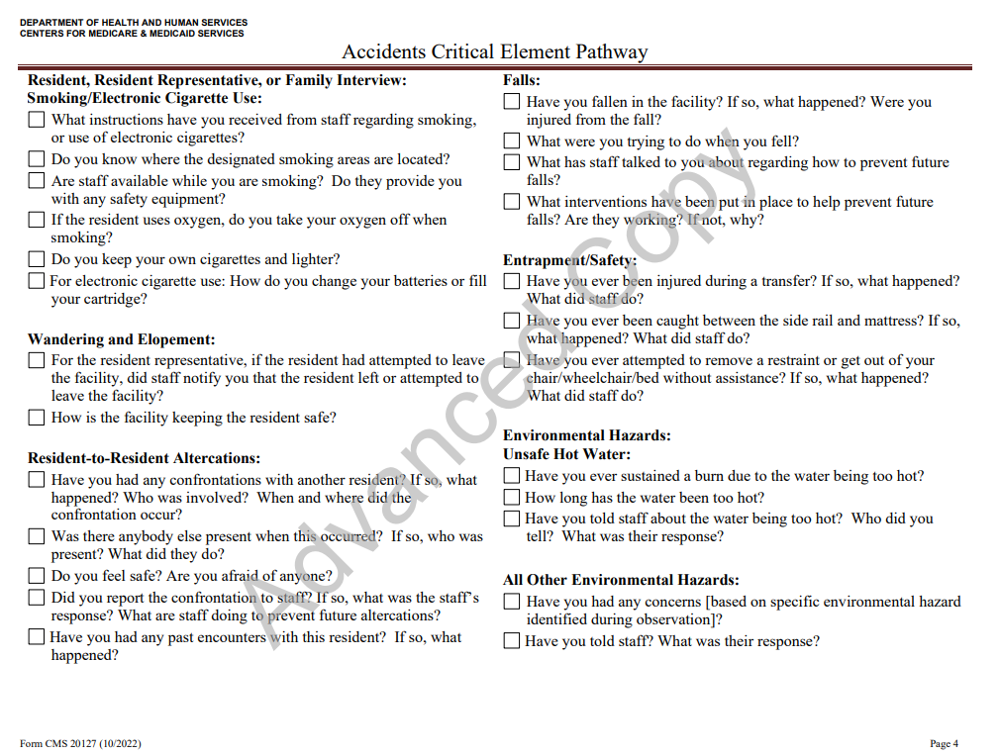 DEPARTMENT OF HEALTH AND HUMAN SERVICES
CENTERS FOR MEDICARE & MEDICAID SERVICES
Accidents Critical Element Pathway
Resident, Resident Representative, or Family Interview:
Smoking/Electronic Cigarette Use:
What instructions have you received from staff regarding smoking,
or use of electronic cigarettes?
Do you know where the designated smoking areas are located?
Are staff available while you are smoking?  Do they provide you
with any safety equipment?
If the resident uses oxygen, do you take your oxygen off when
smoking?
Do you keep your own cigarettes and lighter?
For electronic cigarette use: How do you change your batteries or fill
your cartridge?
Wandering and Elopement:
For the resident representative, if the resident had attempted to leave
the facility, did staff notify you that the resident left or attempted to
leave the facility?
How is the facility keeping the resident safe?
Resident-to-Resident Altercations:
Have you had any confrontations with another resident? If so, what
happened? Who was involved?  When and where did the
confrontation occur?
Was there anybody else present when this occurred?  If so, who was
present? What did they do?
Do you feel safe? Are you afraid of anyone?
Did you report the confrontation to staff? If so, what was the staff's
response? What are staff doing to prevent future altercations?
Have you had any past encounters with this resident?  If so, what
happened?
Falls:
Have you fallen in the facility? If so, what happened? Were you
injured from the fall?
What were you trying to do when you fell?
What has staff talked to you about regarding how to prevent future
falls?
What interventions have been put in place to help prevent future
falls? Are they working? If not, why?
Entrapment/Safety:
Have you ever been injured during a transfer? If so, what happened?
What did staff do?
Have you ever been caught between the side rail and mattress? If so,
what happened? What did staff do?
Have you ever attempted to remove a restraint or get out of your
chair/wheelchair/bed without assistance? If so, what happened?
What did staff do?
Environmental Hazards:
Unsafe Hot Water:
Have you ever sustained a burn due to the water being too hot?
How long has the water been too hot?
Have you told staff about the water being too hot?  Who did you
tell?  What was their response?
All Other Environmental Hazards:
Have you had any concerns [based on specific environmental hazard
identified during observation]?
Have you told staff? What was their response?
Advanced Copy
Form CMS 20127 (10/2022)
Page 4